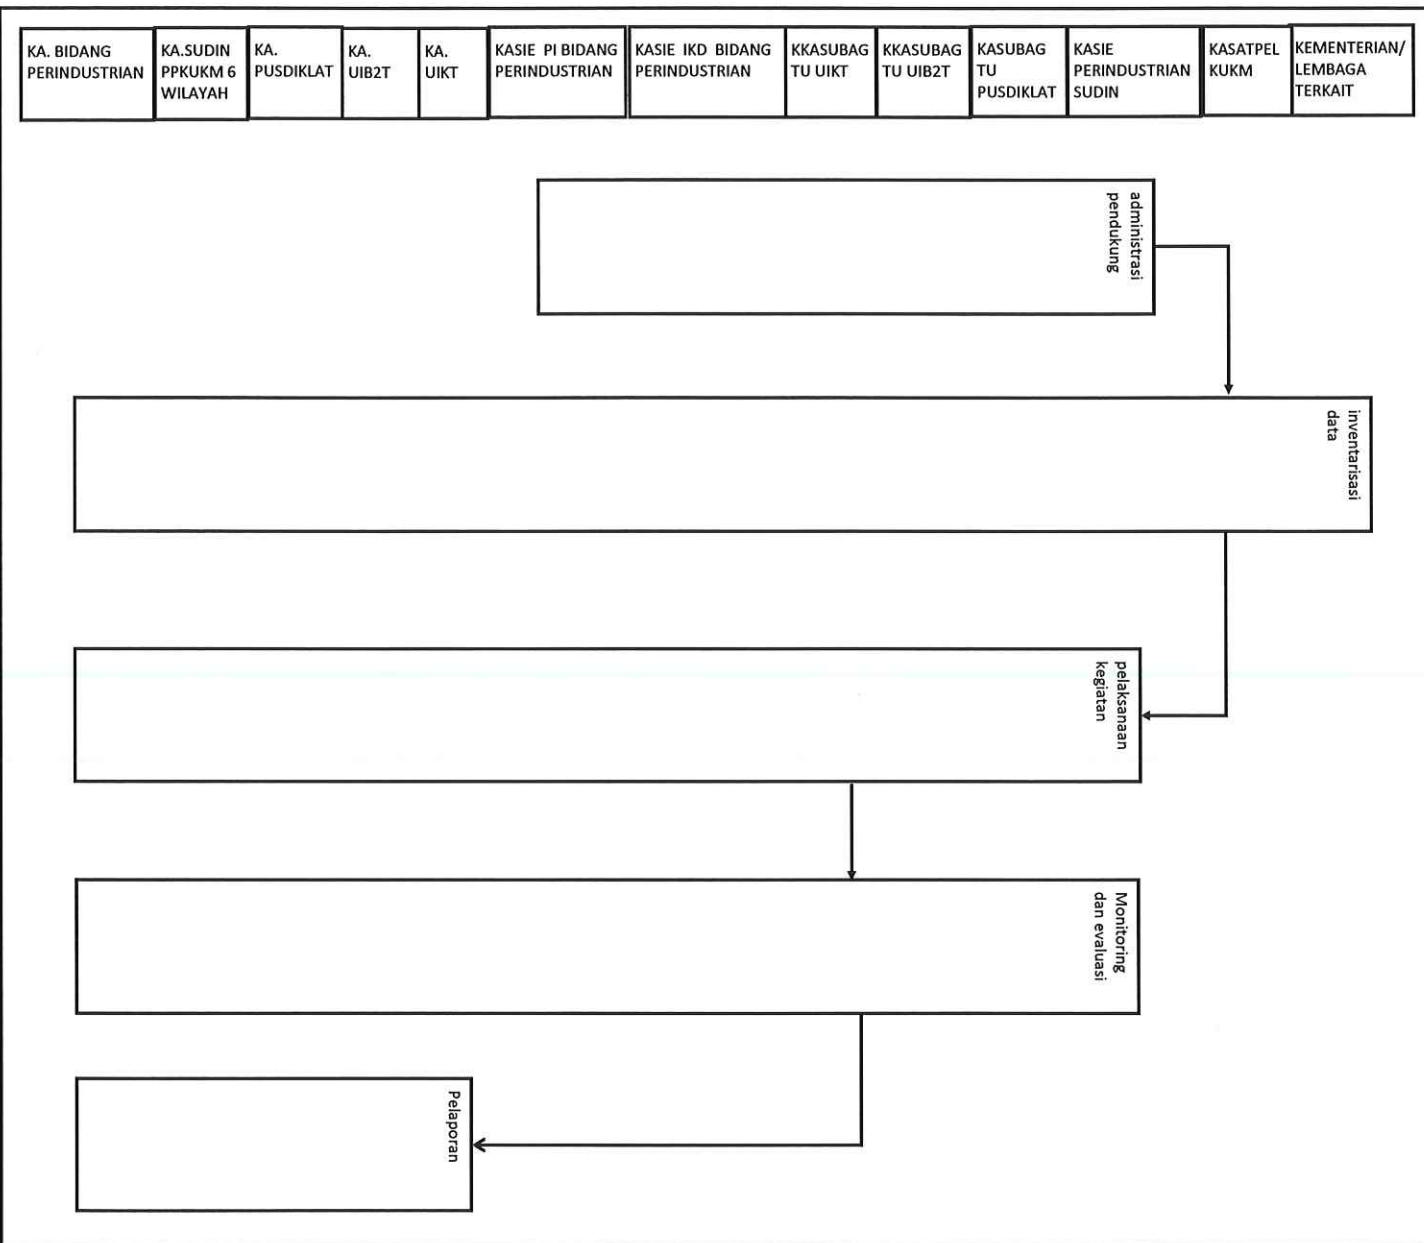 KA. BIDANG
PERINDUSTRIAN
KA.SUDIN
PPKUKM 6
WILAYAH
KA.
PUSDIKLAT
KA.
UIB2T
KA.
UIKT
KASIE PI BIDANG
PERINDUSTRIAN
KASIE IKD BIDANG
PERINDUSTRIAN
KKASUBAG
TU UIKT
KKASUBAG
TU UIB2T
KASUBAG
TU
PUSDIKLAT
KASIE
PERINDUSTRIAN
SUDIN
KASATPEL
KUKM
KEMENTERIAN/
LEMBAGA
TERKAIT
administrasi
pendukung
inventarisasi
data
pelaksanaan
kegiatan
Monitoring
dan evaluasi
Pelaporan